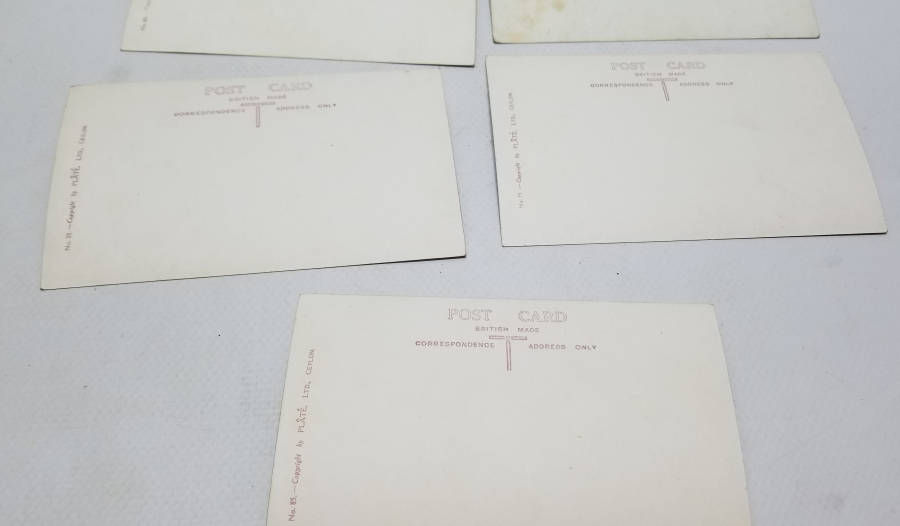 POST CARD
BRITISH MADE
CORRESPONDENCE ADDRESS ONLY
No. 21.—Copyright by PLÂTÉ, LTD., CEYLON
POST CARD
BRITISH MADE
CORRESPONDENCE ADDRESS ONLY
—Copyright by PLÂTÉ, LTD., CEYLON
POST CARD
BRITISH MADE
CORRESPONDENCE ADDRESS ONLY
No. 85.—Copyright by PLÂTÉ, LTD., CEYLON